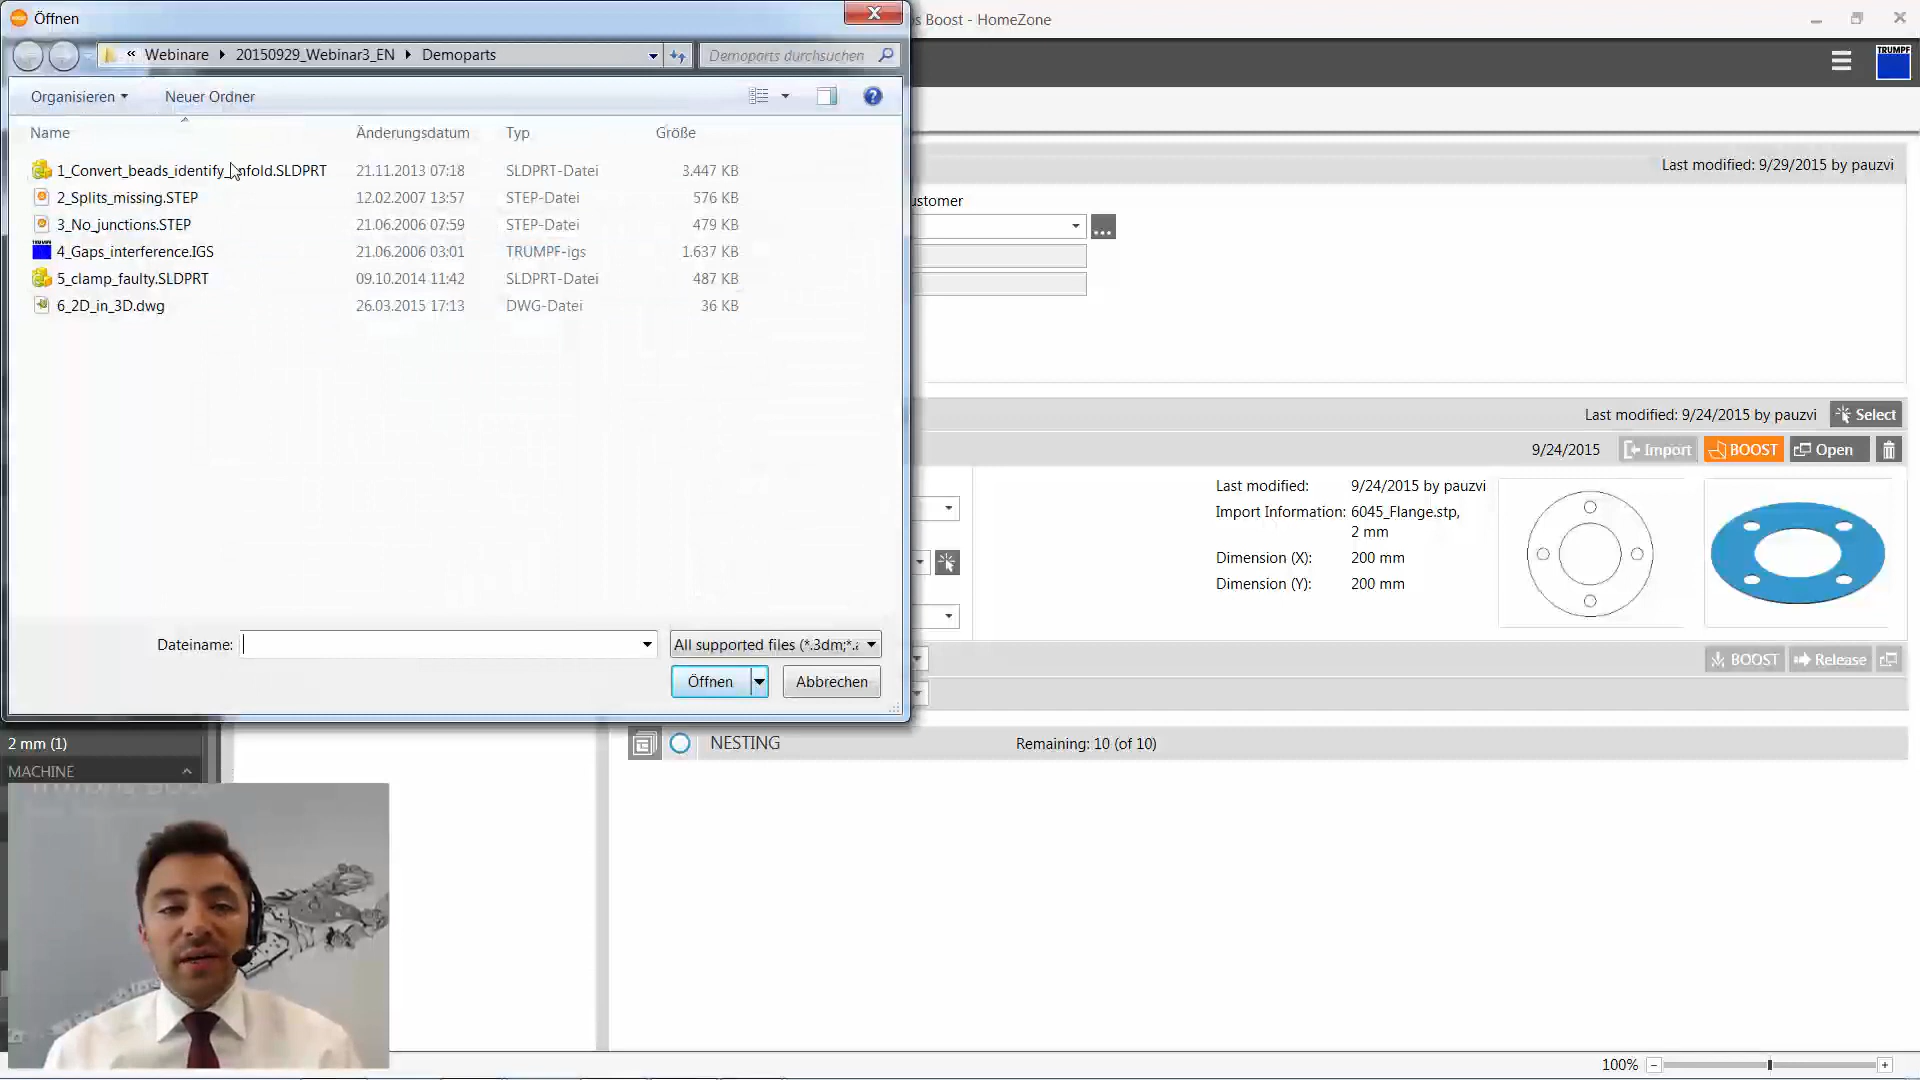 Öffnen
s Boost - HomeZone
TRUMPF
« Webinare 20150929_Webinar3_EN Demoparts
Demoparts durchsuchen
Organisieren Neuer Ordner
Name Änderungsdatum Typ Größe
1_Convert_beads_identify_ nfold.SLDPRT 21.11.2013 07:18 SLDPRT-Datei 3.447 KB
2_Splits_missing.STEP 12.02.2007 13:57 STEP-Datei 576 KB
3_No_junctions.STEP 21.06.2006 07:59 STEP-Datei 479 KB
4_Gaps_interference.IGS 21.06.2006 03:01 TRUMPF-igs 1.637 KB
5_clamp_faulty.SLDPRT 09.10.2014 11:42 SLDPRT-Datei 487 KB
6_2D_in_3D.dwg 26.03.2015 17:13 DWG-Datei 36 KB
Dateiname:
All supported files (*.3dm;*.
Öffnen Abbrechen
Last modified: 9/29/2015 by pauzvi
ustomer
...
Last modified: 9/24/2015 by pauzvi Select
9/24/2015 Import BOOST Open
Last modified: 9/24/2015 by pauzvi
Import Information: 6045_Flange.stp,
2 mm
Dimension (X): 200 mm
Dimension (Y): 200 mm
BOOST Release
2 mm (1)
MACHINE
NESTING Remaining: 10 (of 10)
100%